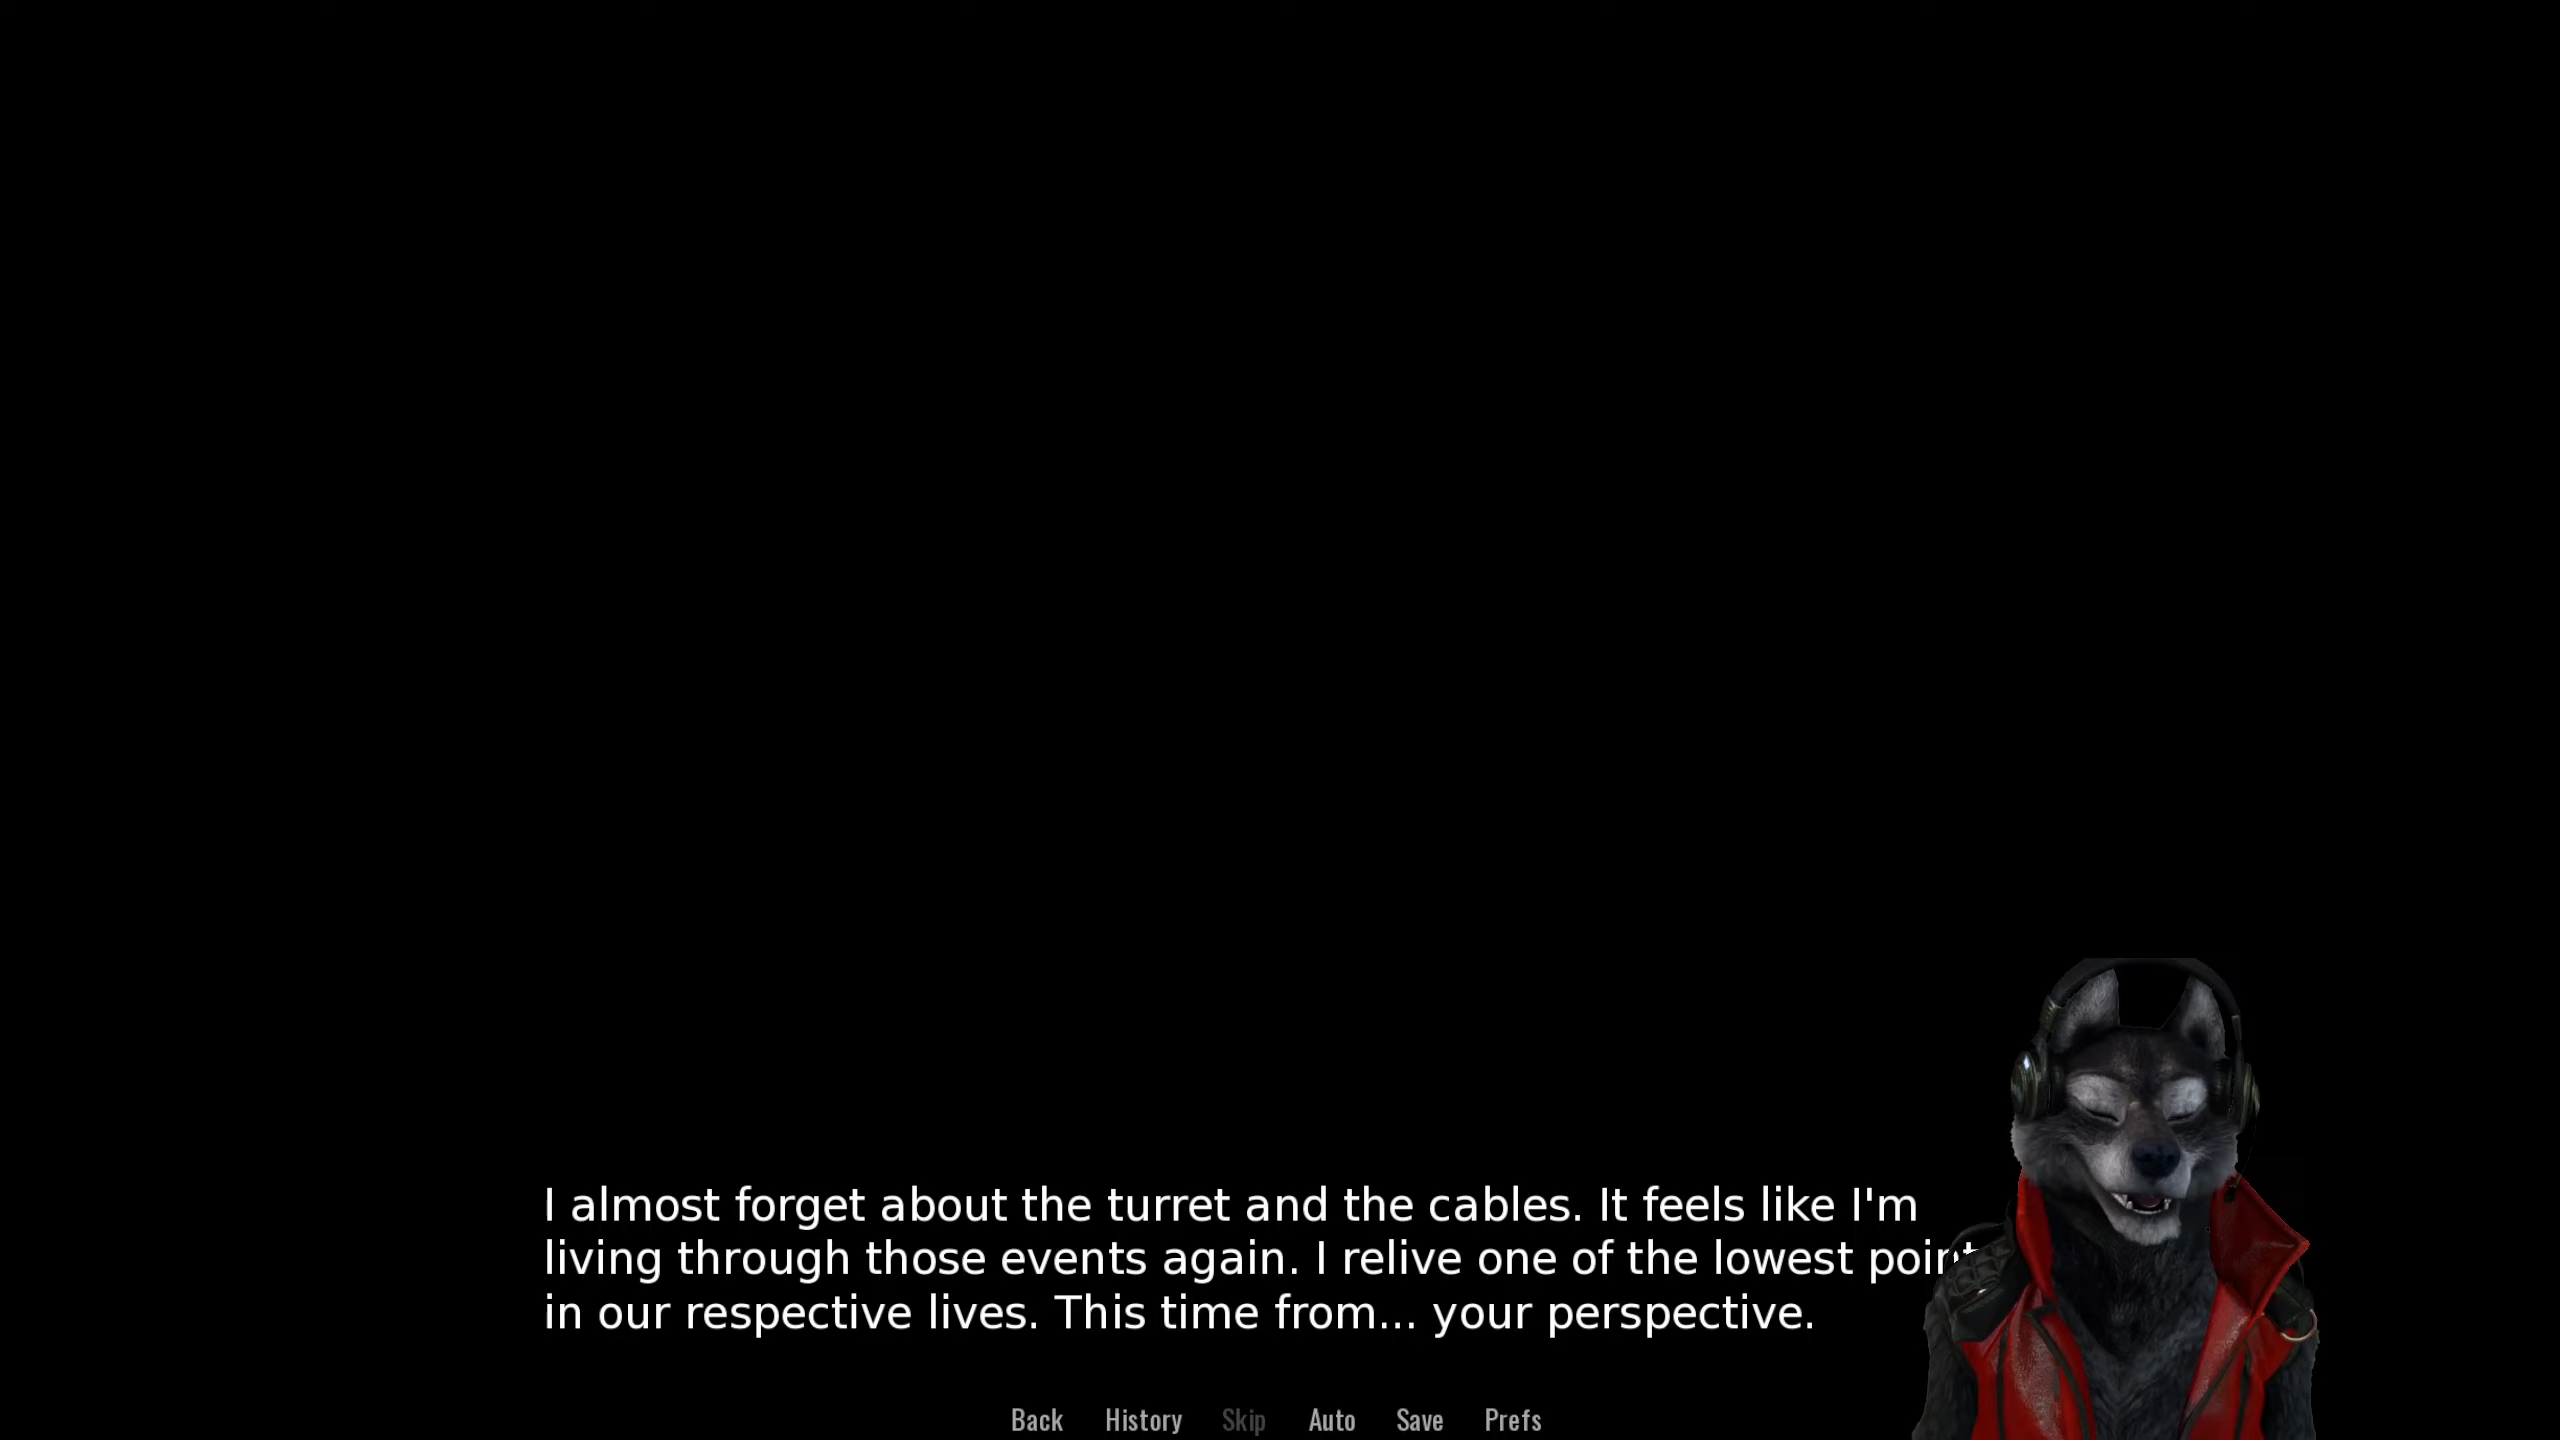 I almost forget about the turret and the cables. It feels like I'm
living through those events again. I relive one of the lowest
in our respective lives. This time from... your perspective.
Back History Skip Auto Save Prefs